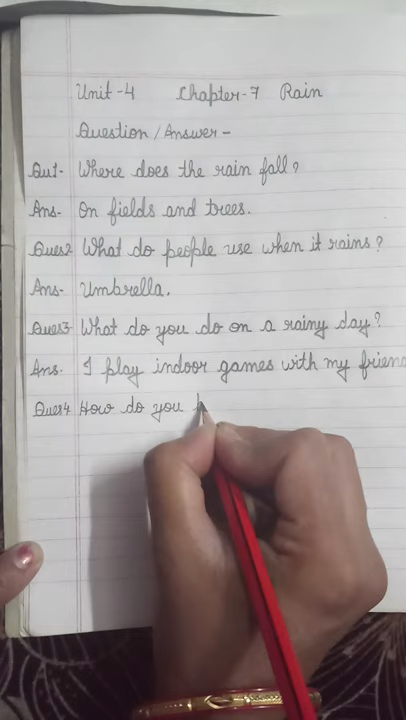 Unit-4 Chapter-7 Rain
Question/Answer-
Qu1- Where does the rain fall?
Ans- On fields and trees.
Ques2 What do people use when it rains?
Ans- Umbrella.
Ques3- What do you do on a rainy day?
Ans. I play indoor games with my frien
Ques4 How do you